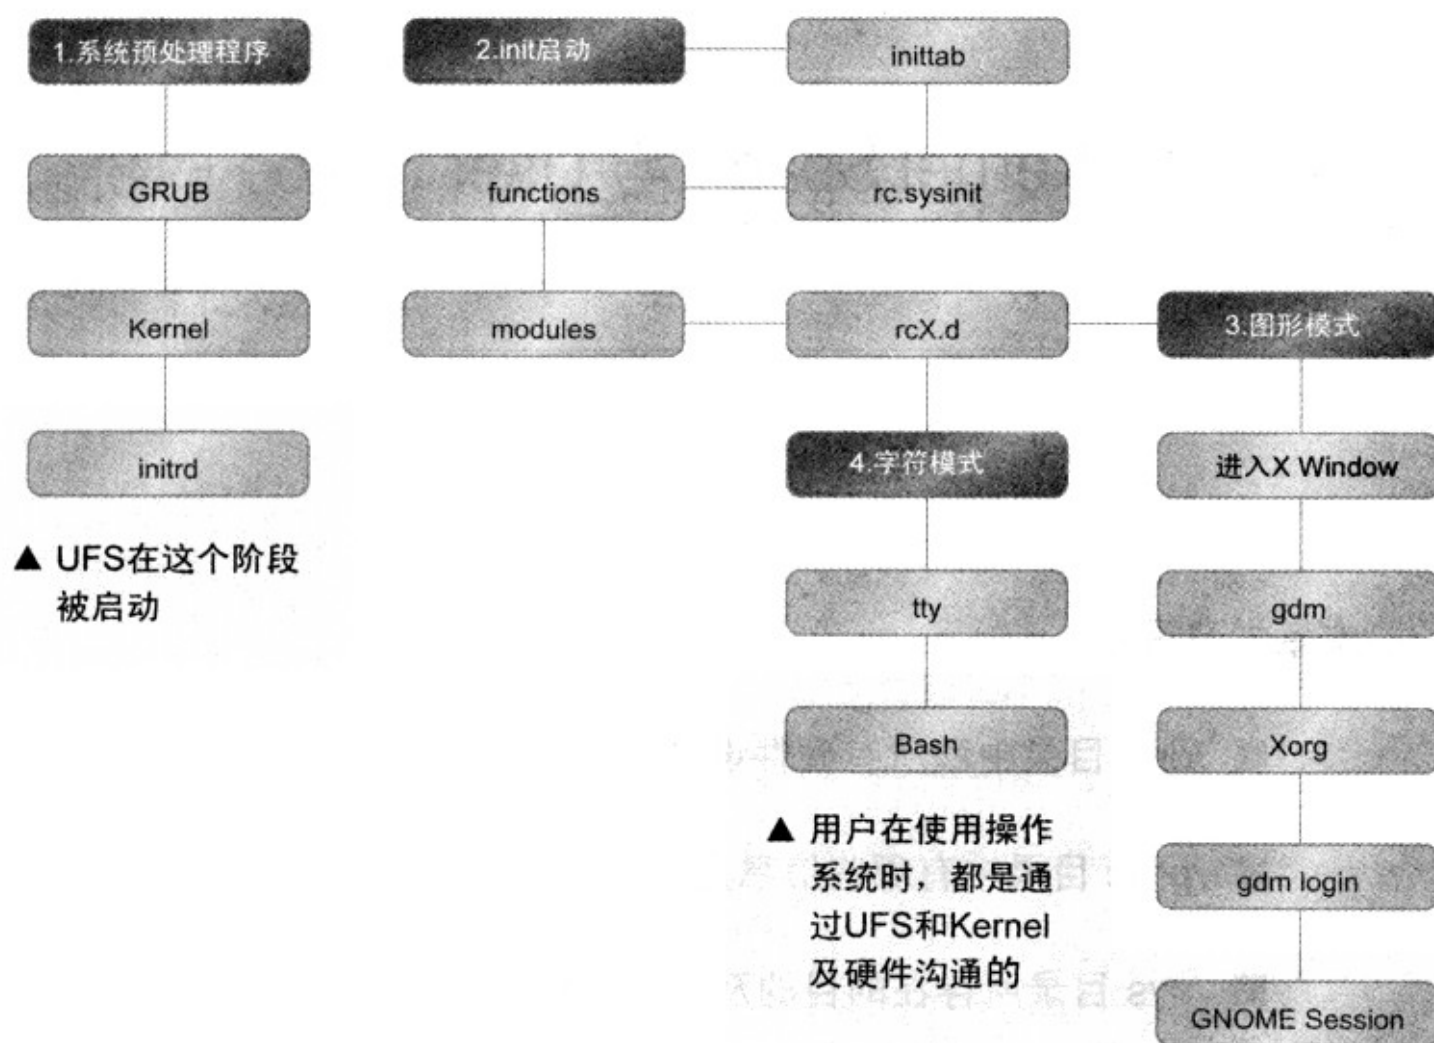 1.系统预处理程序
GRUB
Kernel
initrd
▲ UFS在这个阶段
被启动
2.init启动
inittab
functions
rc.sysinit
modules
rcX.d
3.图形模式
4.字符模式
进入X Window
tty
gdm
Bash
Xorg
▲ 用户在使用操作
系统时，都是通
过UFS和Kernel
及硬件沟通的
gdm login
GNOME Session